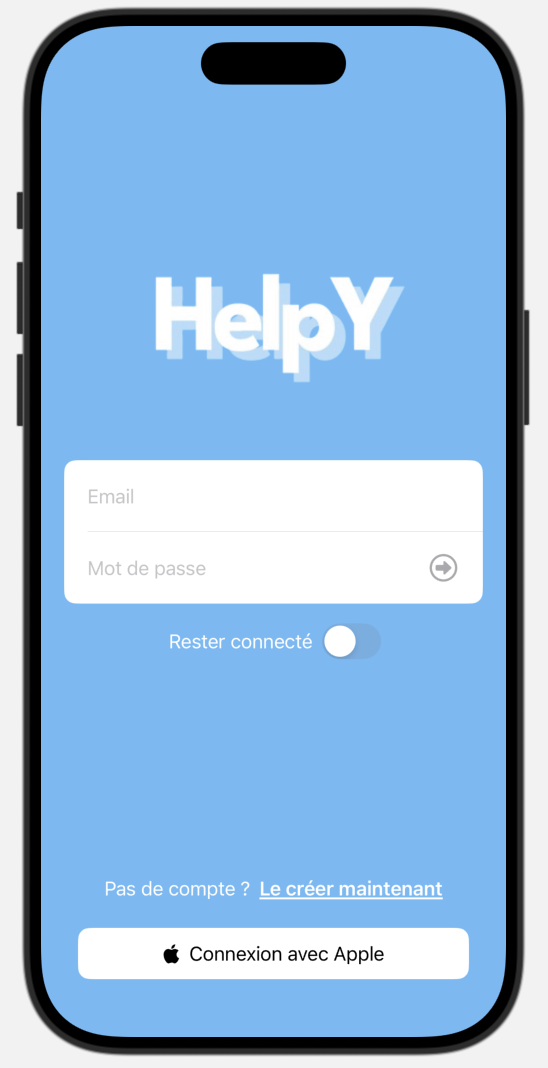 HelpY
Email
Mot de passe
Rester connecté
Pas de compte ? Le créer maintenant
Connexion avec Apple